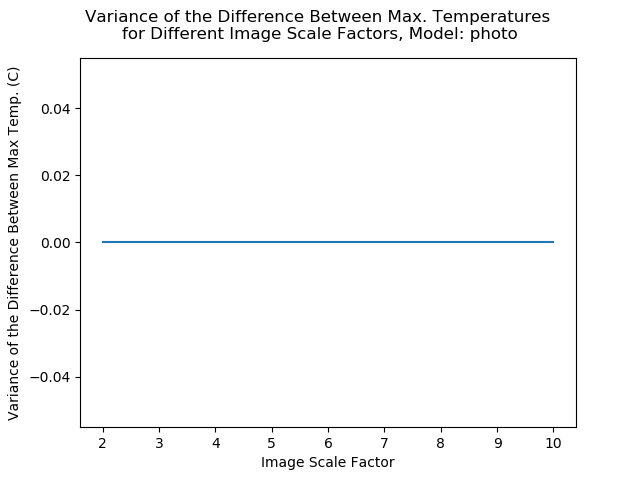 Variance of the Difference Between Max. Temperatures
for Different Image Scale Factors, Model: photo
Variance of the Difference Between Max Temp. (C)
0.04
0.02
0.00
−0.02
−0.04
2 3 4 5 6 7 8 9 10
Image Scale Factor